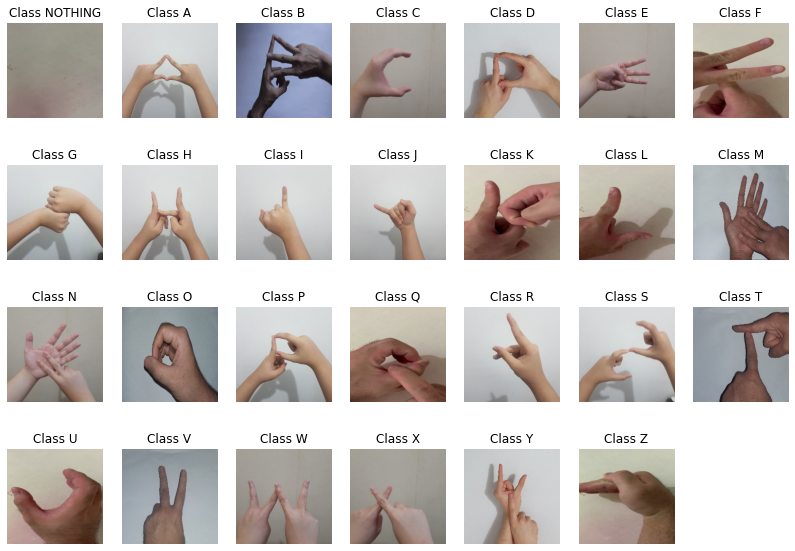 Class NOTHING Class A Class B Class C Class D Class E Class F
Class G Class H Class I Class J Class K Class L Class M
Class N Class O Class P Class Q Class R Class S Class T
Class U Class V Class W Class X Class Y Class Z